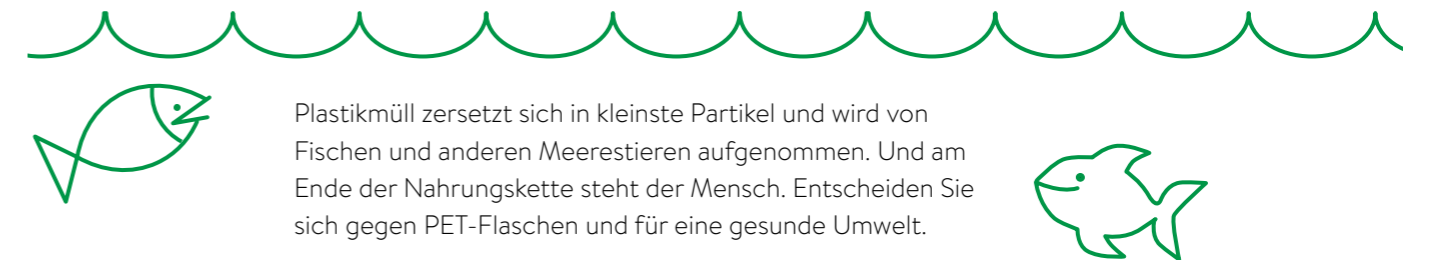 Plastikmüll zersetzt sich in kleinste Partikel und wird von
Fischen und anderen Meerestieren aufgenommen. Und am
Ende der Nahrungskette steht der Mensch. Entscheiden Sie
sich gegen PET-Flaschen und für eine gesunde Umwelt.